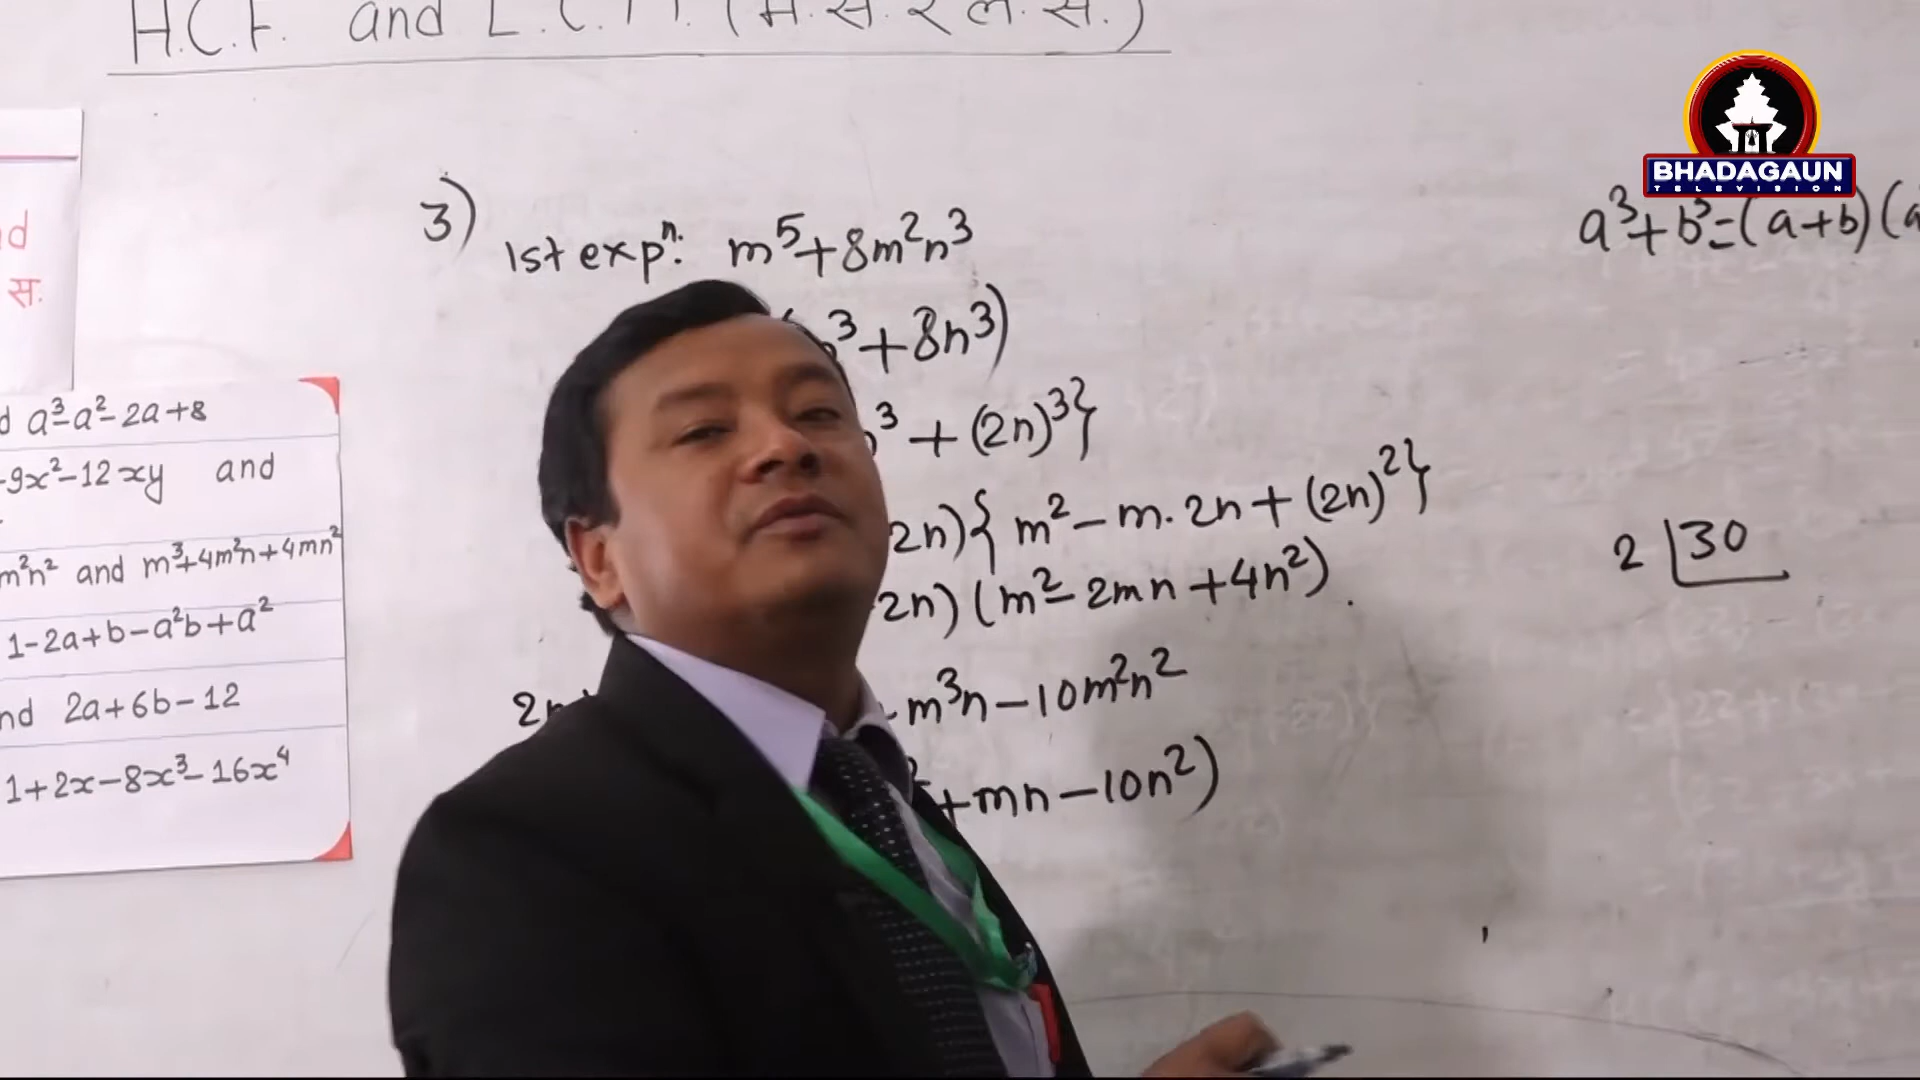 H.C.F. and L.C.M. (म.स. र ल.स.)
BHADAGAUN
TELEVISION
nd
स.
d a³-a²-2a+8
-9x²-12xy and
m²n² and m³+4m²n+4mn²
1-2a+b-a²b+a²
nd 2a+6b-12
1+2x-8x³-16x⁴
3)
1st expⁿ: m⁵+8m²n³
³+8n³)
³+(2n)³}
2n){m²-m.2n+(2n)²}
2n)(m²-2mn+4n²).
m³n-10m²n²
+mn-10n²)
a³+b³=(a+b)(a
2 | 30